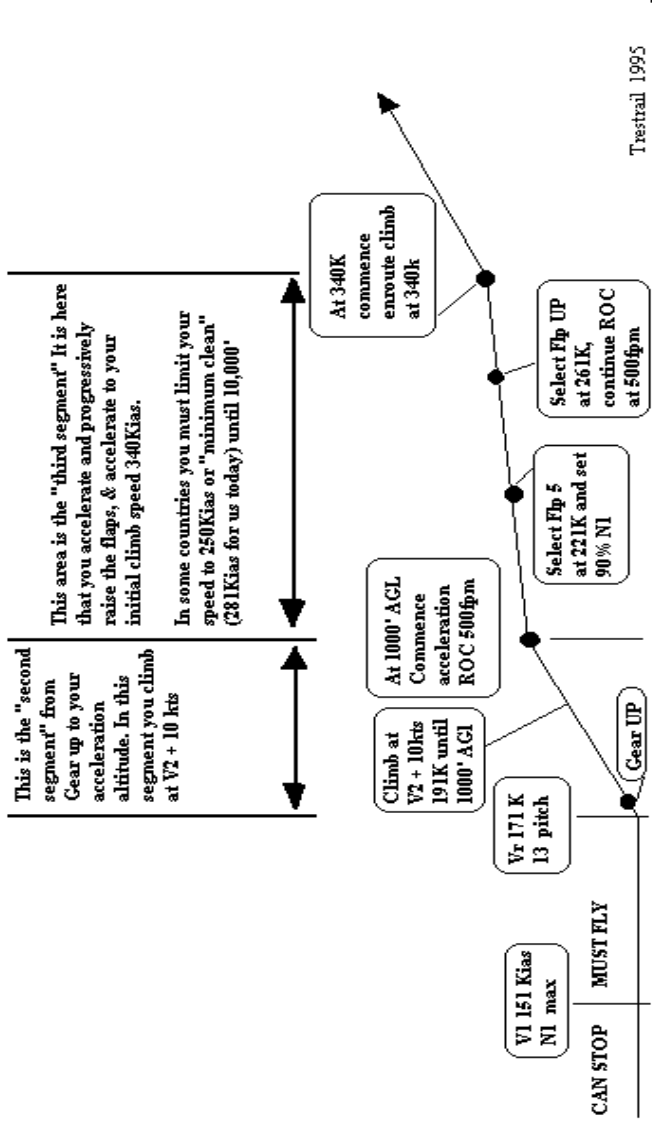 This is the "second
segment" from
Gear up to your
acceleration
altitude. In this
segment you climb
at V2 + 10 kts
This area is the "third segment" It is here
that you accelerate and progressively
raise the flaps, & accelerate to your
initial climb speed 340Kias.
In some countries you must limit your
speed to 250Kias or "minimum clean"
(281Kias for us today) until 10,000'
At 340K
commence
enroute climb
at 340k
At 1000' AGL
Commence
acceleration
ROC 500fpm
Climb at
V2 + 10kts
191K until
1000' AGl
Vr 171 K
13 pitch
V1 151 Kias
N1 max
Select Flp 5
at 221K and set
90% N1
Select Flp UP
at 261K,
continue ROC
at 500fpm
Gear UP
CAN STOP
MUST FLY
Trestrail 1995